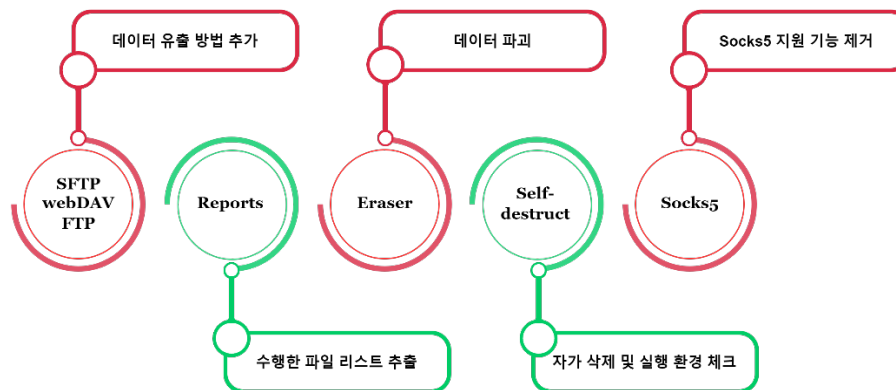 데이터 유출 방법 추가
데이터 파괴
Socks5 지원 기능 제거
SFTP
webDAV
FTP
Reports
Eraser
Self-
destruct
Socks5
수행한 파일 리스트 추출
자가 삭제 및 실행 환경 체크